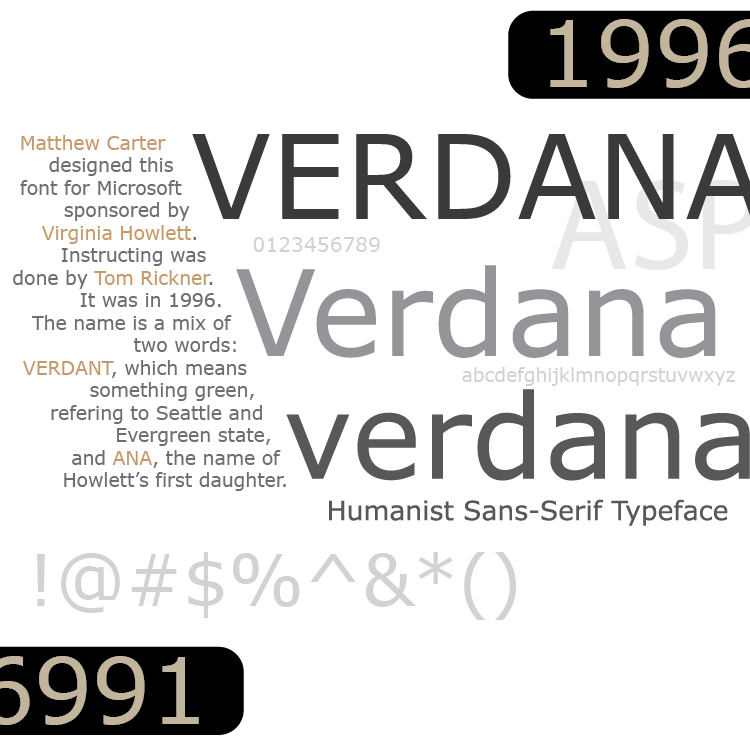 1996
Matthew Carter
designed this
font for Microsoft
sponsored by
Virginia Howlett.
Instructing was
done by Tom Rickner.
It was in 1996.
The name is a mix of
two words:
VERDANT, which means
something green,
refering to Seattle and
Evergreen state,
and ANA, the name of
Howlett’s first daughter.
VERDANA
ASP
0123456789
Verdana
abcdefghijklmnopqrstuvwxyz
verdana
Humanist Sans-Serif Typeface
!@#$%^&*()
6991